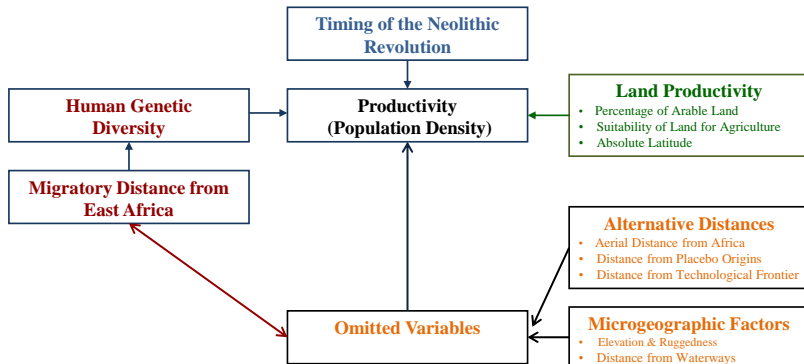 Timing of the Neolithic
Revolution
Human Genetic
Diversity
Productivity
(Population Density)
Land Productivity
• Percentage of Arable Land
• Suitability of Land for Agriculture
• Absolute Latitude
Migratory Distance from
East Africa
Alternative Distances
• Aerial Distance from Africa
• Distance from Placebo Origins
• Distance from Technological Frontier
Omitted Variables
Microgeographic Factors
• Elevation & Ruggedness
• Distance from Waterways